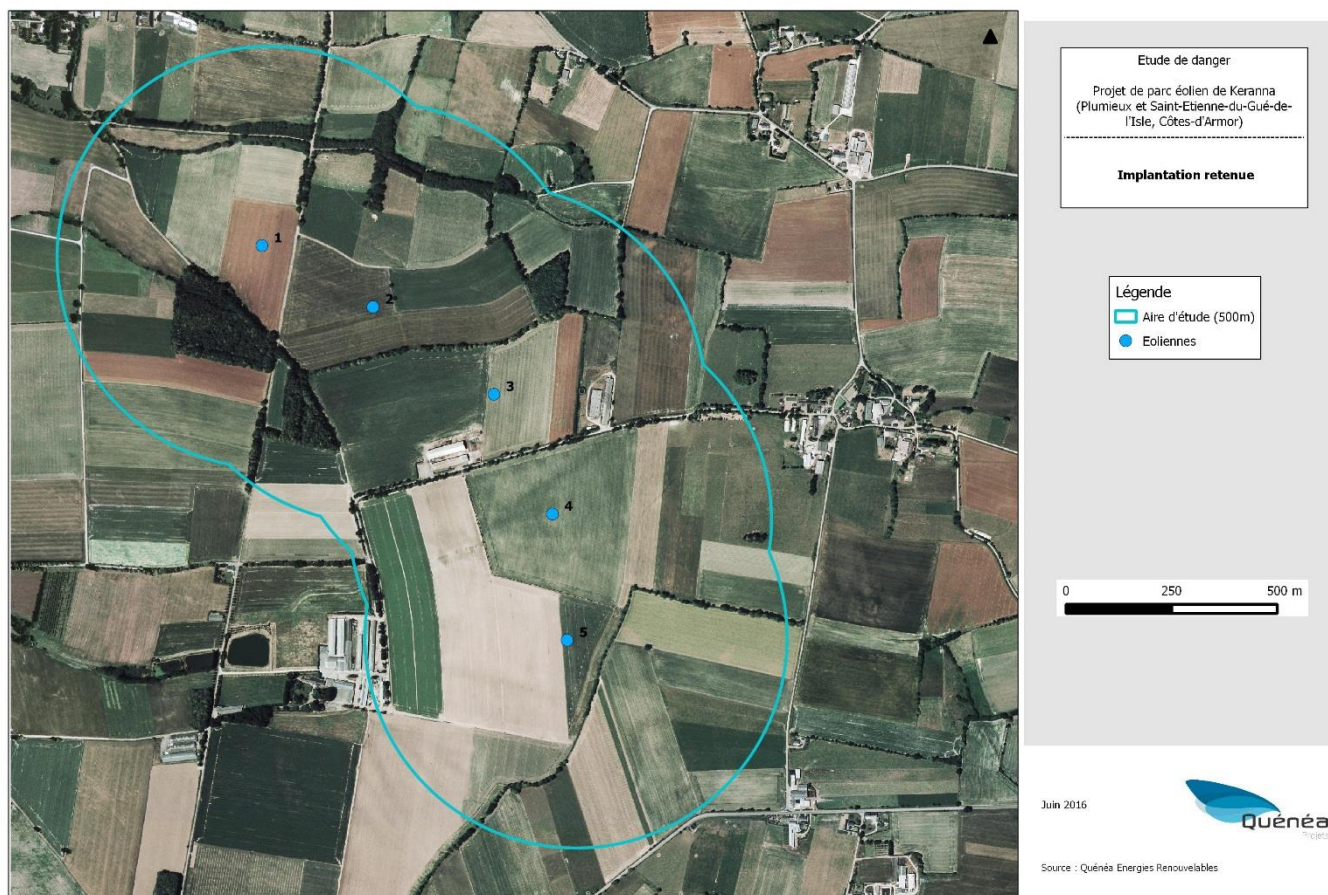 1
2
3
4
5
Etude de danger
Projet de parc éolien de Keranna
(Plumieux et Saint-Etienne-du-Gué-de-
l'Isle, Côtes-d'Armor)
Implantation retenue
Légende
Aire d'étude (500m)
Eoliennes
0 250 500 m
Juin 2016
Quénéa
Projets
Source : Quénéa Energies Renouvelables